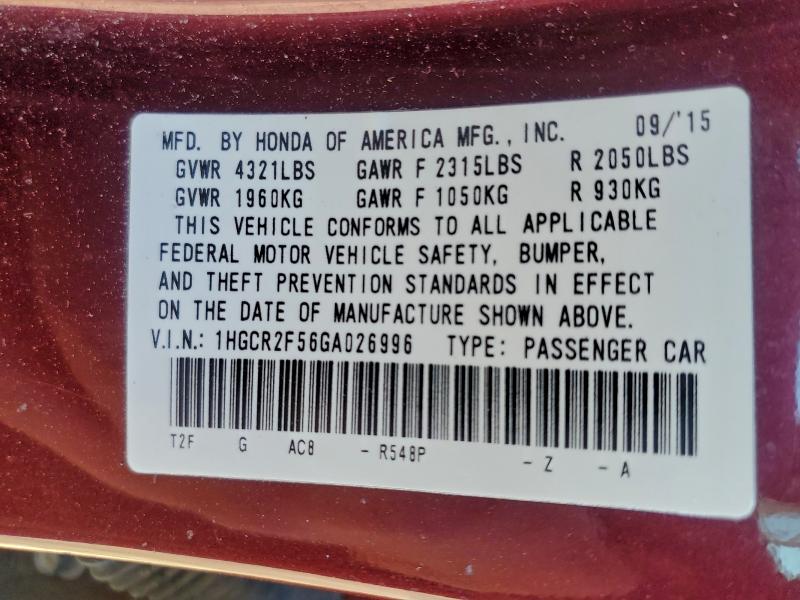 MFD. BY HONDA OF AMERICA MFG., INC. 09/'15
GVWR 4321LBS GAWR F 2315LBS R 2050LBS
GVWR 1960KG GAWR F 1050KG R 930KG
THIS VEHICLE CONFORMS TO ALL APPLICABLE
FEDERAL MOTOR VEHICLE SAFETY, BUMPER,
AND THEFT PREVENTION STANDARDS IN EFFECT
ON THE DATE OF MANUFACTURE SHOWN ABOVE.
V.I.N.: 1HGCR2F56GA026996 TYPE: PASSENGER CAR
T2F G AC8 - R548P - Z - A